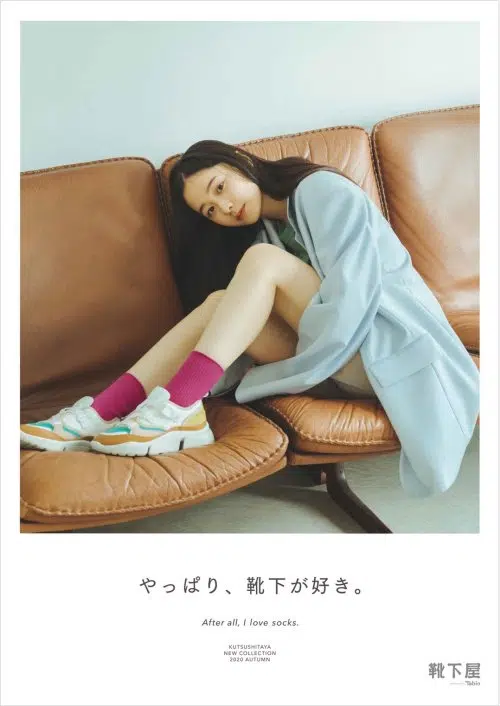 やっぱり、靴下が好き。
After all, I love socks.
KUTSUSHITAYA
NEW COLLECTION
2020 AUTUMN
靴下屋
Tabio